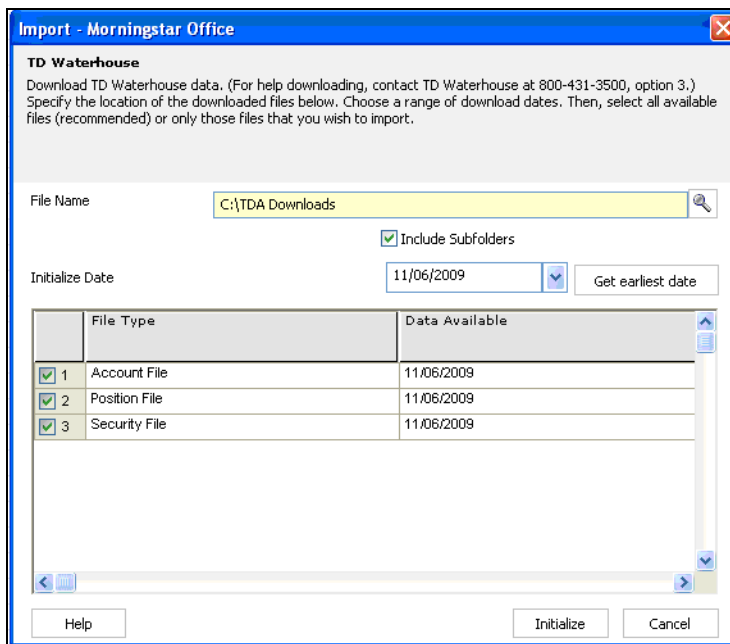 Import - Morningstar Office
TD Waterhouse
Download TD Waterhouse data. (For help downloading, contact TD Waterhouse at 800-431-3500, option 3.)
Specify the location of the downloaded files below. Choose a range of download dates. Then, select all available
files (recommended) or only those files that you wish to import.
File Name C:\TDA Downloads
Include Subfolders
Initialize Date 11/06/2009 Get earliest date
File Type Data Available
1 Account File 11/06/2009
2 Position File 11/06/2009
3 Security File 11/06/2009
Help Initialize Cancel